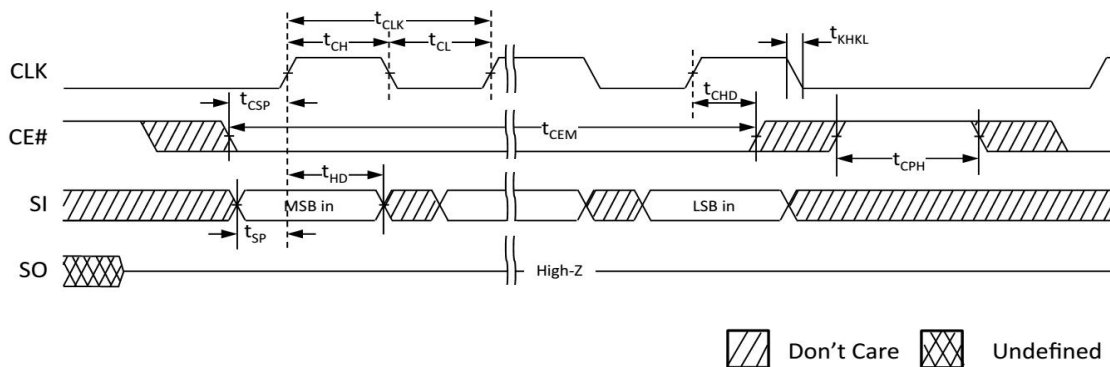 tCLK
tCH
tCL
tKHKL
CLK
tCSP
tCHD
CE#
tCEM
tCPH
tHD
SI
MSB in
LSB in
tSP
SO
High-Z
Don't Care
Undefined